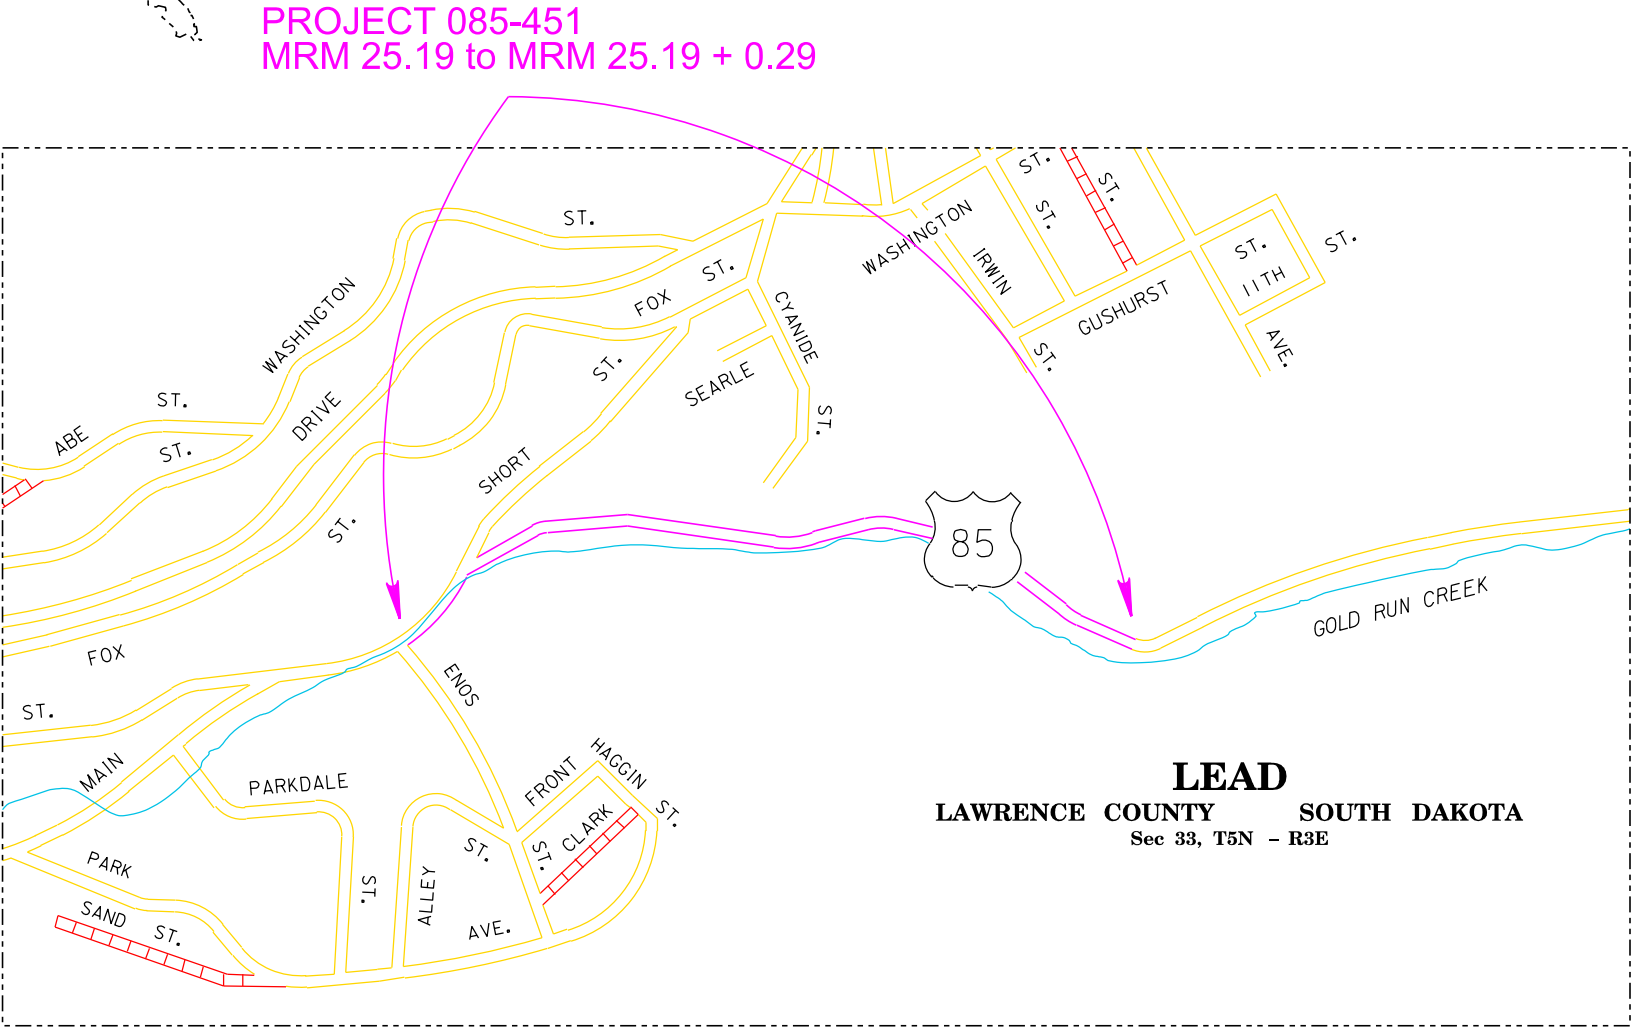 PROJECT 085-451
MRM 25.19 to MRM 25.19 + 0.29
ST.
ST.
ST.
ST.
WASHINGTON
IRWIN
ST.
ST.
11TH
ST.
GUSHURST
AVE.
WASHINGTON
ST.
FOX
CYANIDE
ST.
SEARLE
ST.
ABE
ST.
ST.
DRIVE
SHORT
ST.
ST.
85
FOX
GOLD RUN CREEK
ENOS
ST.
MAIN
PARKDALE
ST.
FRONT
HAGGIN
ST.
CLARK
ST.
ST.
PARK
ALLEY
AVE.
SAND
ST.
LEAD
LAWRENCE COUNTY SOUTH DAKOTA
Sec 33, T5N – R3E